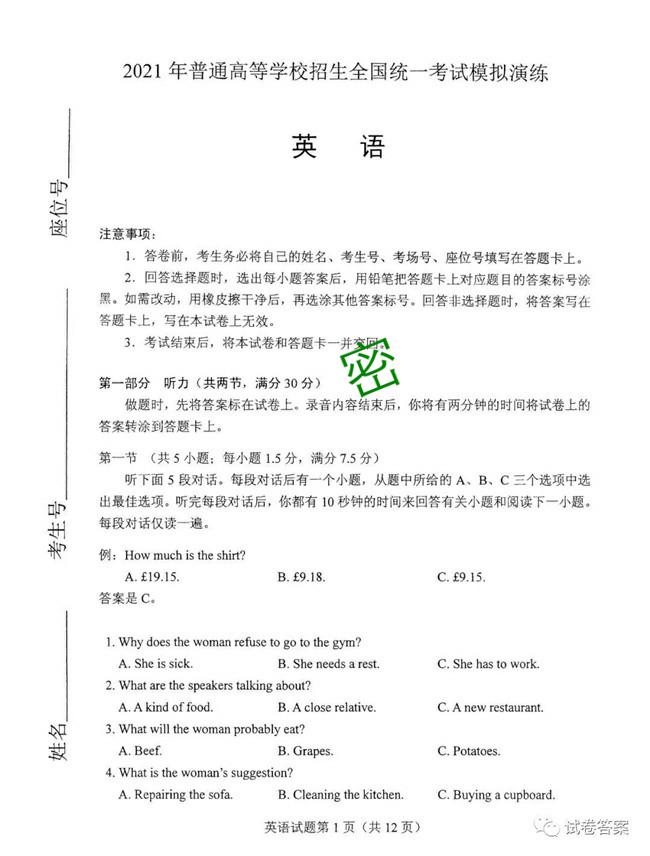 2021 年普通高等学校招生全国统一考试模拟演练
英 语
座位号
考生号
姓名
注意事项：
1．答卷前，考生务必将自己的姓名、考生号、考场号、座位号填写在答题卡上。
2．回答选择题时，选出每小题答案后，用铅笔把答题卡上对应题目的答案标号涂
黑。如需改动，用橡皮擦干净后，再选涂其他答案标号。回答非选择题时，将答案写在
答题卡上，写在本试卷上无效。
3．考试结束后，将本试卷和答题卡一并交回。
密
第一部分 听力（共两节，满分 30 分）
做题时，先将答案标在试卷上。录音内容结束后，你将有两分钟的时间将试卷上的
答案转涂到答题卡上。
第一节 （共 5 小题；每小题 1.5 分，满分 7.5 分）
听下面 5 段对话。每段对话后有一个小题，从题中所给的 A、B、C 三个选项中选
出最佳选项。听完每段对话后，你都有 10 秒钟的时间来回答有关小题和阅读下一小题。
每段对话仅读一遍。
例：How much is the shirt?
A. £19.15. B. £9.18. C. £9.15.
答案是 C。
1. Why does the woman refuse to go to the gym?
A. She is sick. B. She needs a rest. C. She has to work.
2. What are the speakers talking about?
A. A kind of food. B. A close relative. C. A new restaurant.
3. What will the woman probably eat?
A. Beef. B. Grapes. C. Potatoes.
4. What is the woman's suggestion?
A. Repairing the sofa. B. Cleaning the kitchen. C. Buying a cupboard.
英语试题第 1 页（共 12 页）
试卷答案